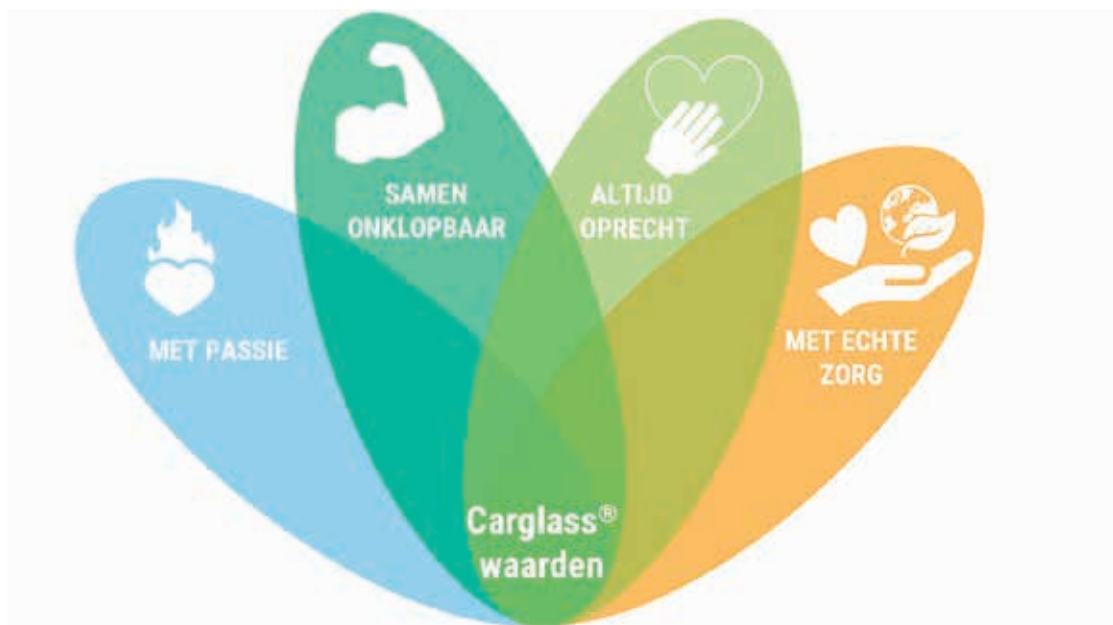 MET PASSIE
SAMEN
ONKLOPBAAR
ALTIJD
OPRECHT
MET ECHTE
ZORG
Carglass®
waarden